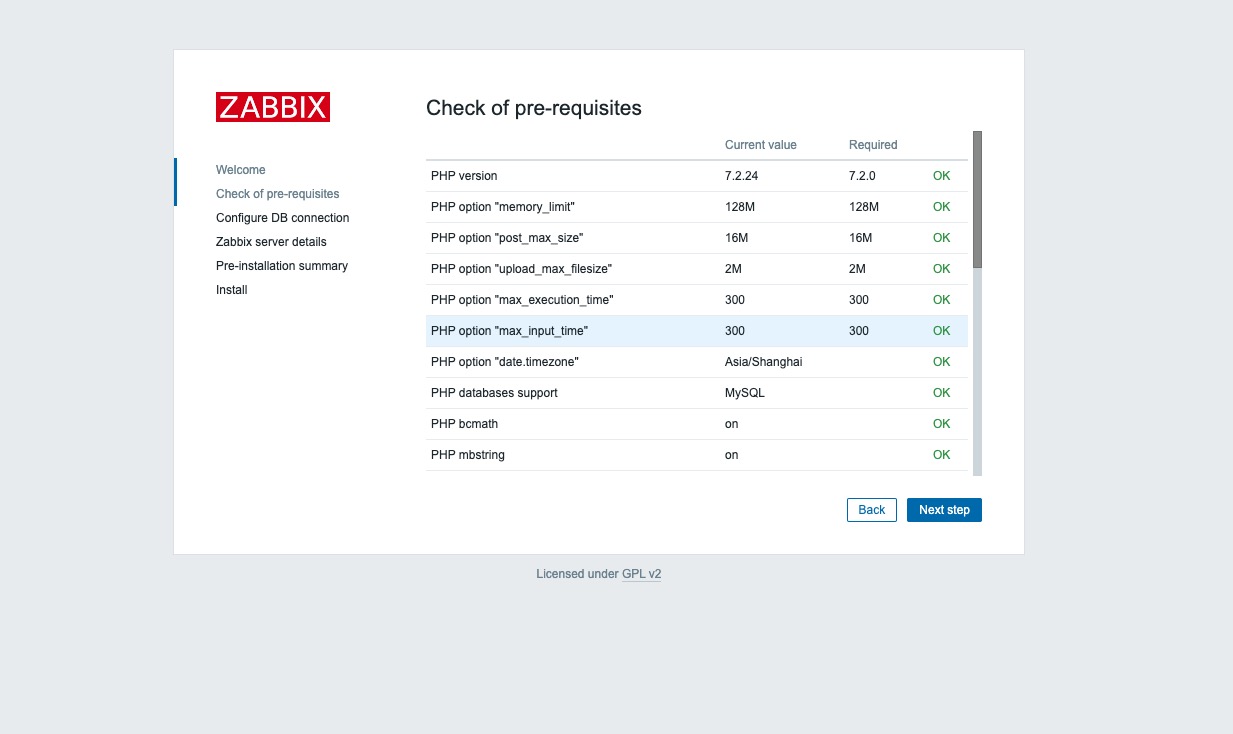 ZABBIX
Welcome
Check of pre-requisites
Configure DB connection
Zabbix server details
Pre-installation summary
Install
Check of pre-requisites
Current value Required
PHP version 7.2.24 7.2.0 OK
PHP option "memory_limit" 128M 128M OK
PHP option "post_max_size" 16M 16M OK
PHP option "upload_max_filesize" 2M 2M OK
PHP option "max_execution_time" 300 300 OK
PHP option "max_input_time" 300 300 OK
PHP option "date.timezone" Asia/Shanghai OK
PHP databases support MySQL OK
PHP bcmath on OK
PHP mbstring on OK
Back Next step
Licensed under GPL v2